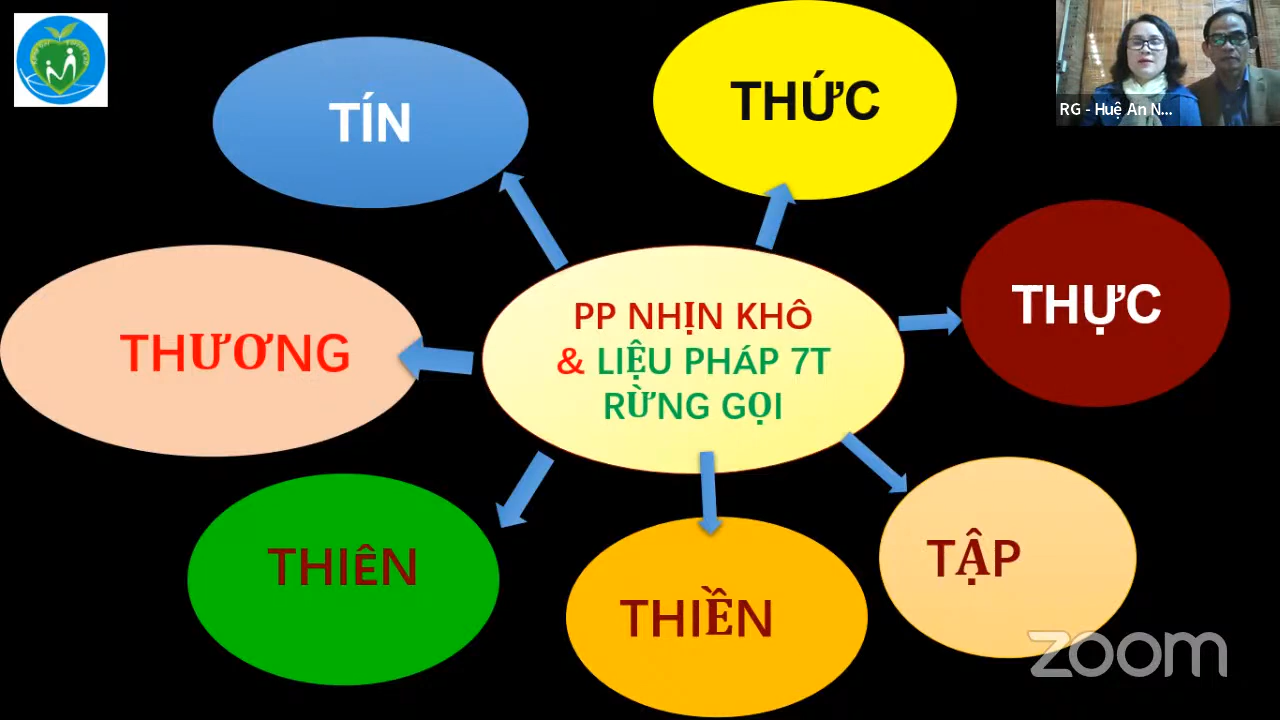 TÍN
THỨC
RG - Huệ An N...
THỰC
THƯƠNG
PP NHỊN KHÔ
& LIỆU PHÁP 7T
RỪNG GỌI
TẬP
THIÊN
THIỀN
zoom